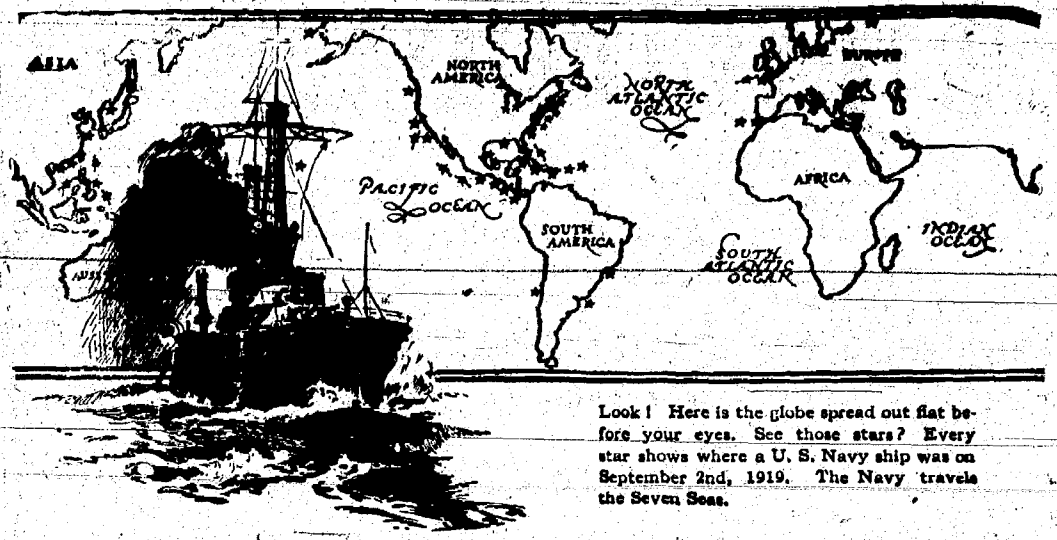 ASIA
NORTH
AMERICA
NORTH
ATLANTIC
OCEAN
EUROPE
AFRICA
PACIFIC
OCEAN
SOUTH
AMERICA
SOUTH
ATLANTIC
OCEAN
INDIAN
OCEAN
AUS
Look! Here is the globe spread out flat be-
fore your eyes. See those stars? Every
star shows where a U. S. Navy ship was on
September 2nd, 1919. The Navy travels
the Seven Seas.